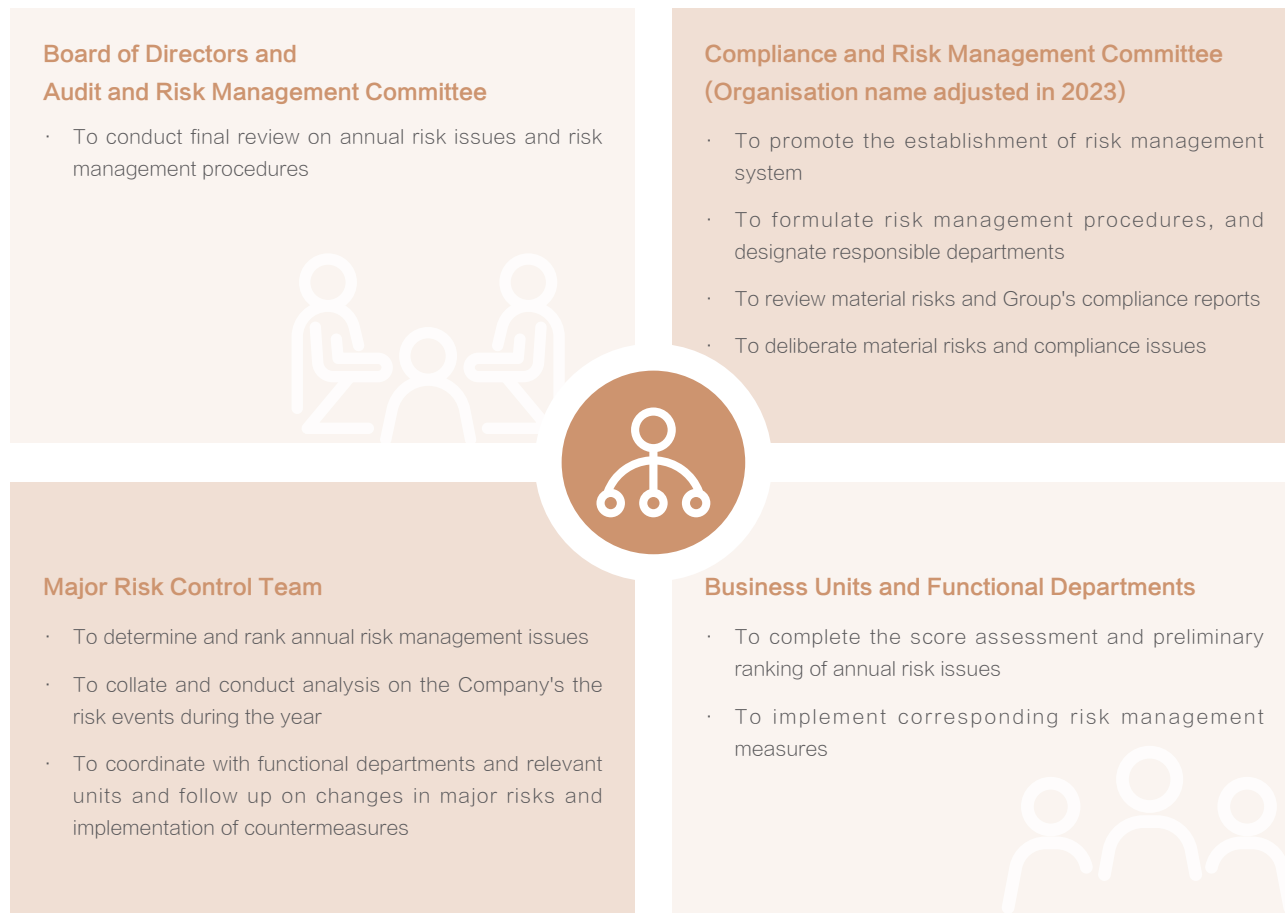 Board of Directors and
Audit and Risk Management Committee
· To conduct final review on annual risk issues and risk
management procedures
Compliance and Risk Management Committee
(Organisation name adjusted in 2023)
· To promote the establishment of risk management
system
· To formulate risk management procedures, and
designate responsible departments
· To review material risks and Group's compliance reports
· To deliberate material risks and compliance issues
Major Risk Control Team
· To determine and rank annual risk management issues
· To collate and conduct analysis on the Company's the
risk events during the year
· To coordinate with functional departments and relevant
units and follow up on changes in major risks and
implementation of countermeasures
Business Units and Functional Departments
· To complete the score assessment and preliminary
ranking of annual risk issues
· To implement corresponding risk management
measures